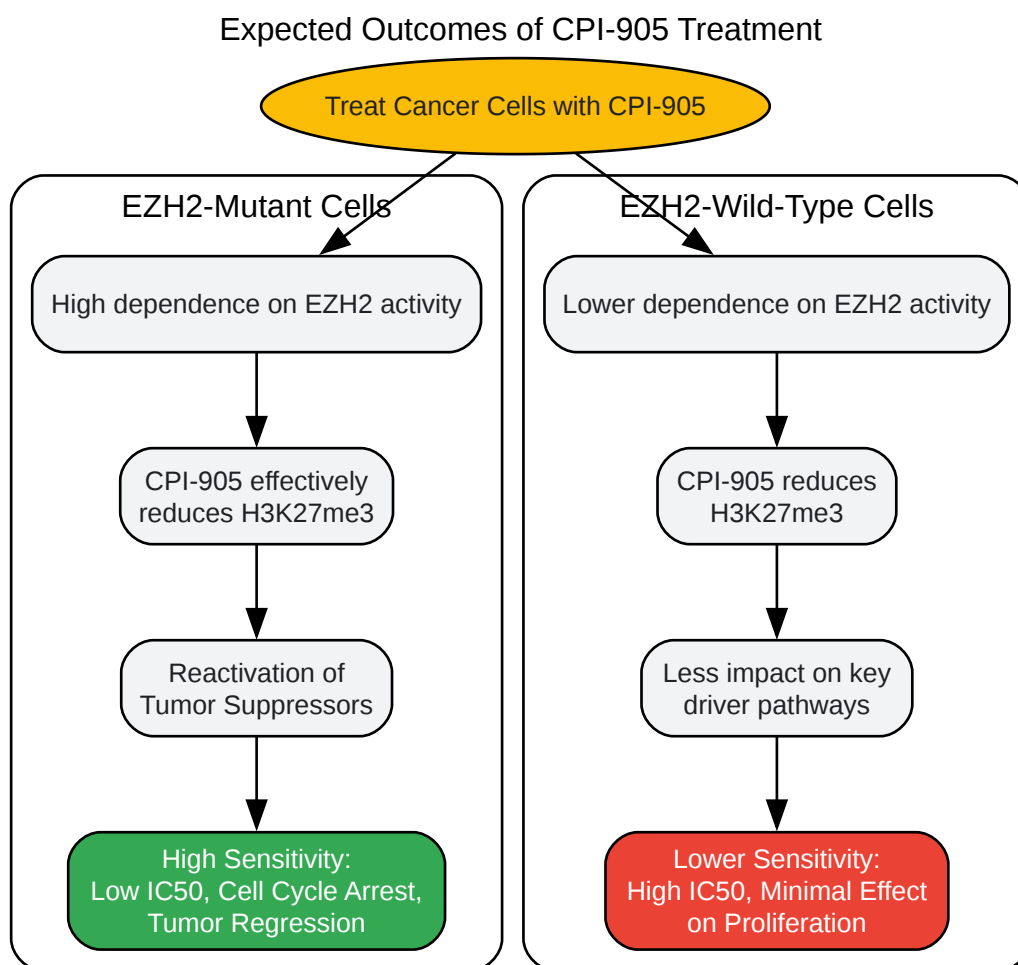 Expected Outcomes of CPI-905 Treatment
Treat Cancer Cells with CPI-905
EZH2-Mutant Cells
High dependence on EZH2 activity
CPI-905 effectively
reduces H3K27me3
Reactivation of
Tumor Suppressors
High Sensitivity:
Low IC50, Cell Cycle Arrest,
Tumor Regression
EZH2-Wild-Type Cells
Lower dependence on EZH2 activity
CPI-905 reduces
H3K27me3
Less impact on key
driver pathways
Lower Sensitivity:
High IC50, Minimal Effect
on Proliferation